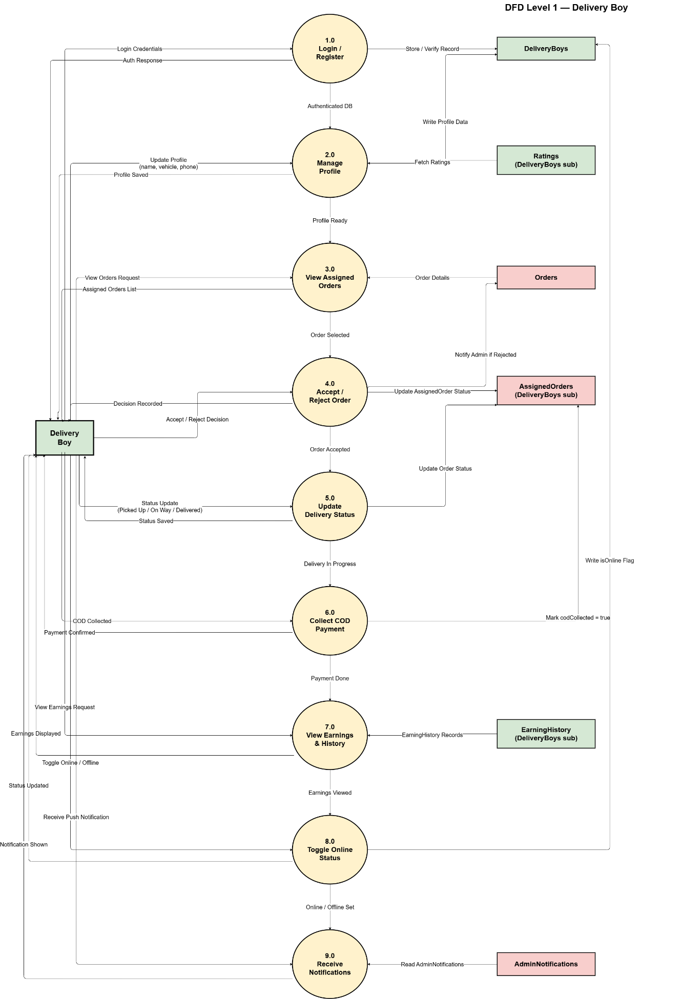 DFD Level 1 — Delivery Boy
1.0
Login /
Register
DeliveryBoys
Login Credentials
Store / Verify Record
Auth Response
Authenticated DB
Write Profile Data
2.0
Manage
Profile
Update Profile
(name, vehicle, phone)
Fetch Ratings
Ratings
(DeliveryBoys sub)
Profile Saved
Profile Ready
3.0
View Assigned
Orders
View Orders Request
Order Details
Orders
Assigned Orders List
Order Selected
Notify Admin if Rejected
4.0
Accept /
Reject Order
Update AssignedOrder Status
AssignedOrders
(DeliveryBoys sub)
Decision Recorded
Accept / Reject Decision
Delivery
Boy
Order Accepted
Update Order Status
5.0
Update
Delivery Status
Status Update
(Picked Up / On Way / Delivered)
Status Saved
Delivery In Progress
Write isOnline Flag
6.0
Collect COD
Payment
COD Collected
Mark codCollected = true
Payment Confirmed
Payment Done
View Earnings Request
7.0
View Earnings
& History
Earnings Displayed
EarningHistory Records
EarningHistory
(DeliveryBoys sub)
Toggle Online / Offline
Status Updated
Earnings Viewed
Receive Push Notification
8.0
Toggle Online
Status
Notification Shown
Online / Offline Set
9.0
Receive
Notifications
Read AdminNotifications
AdminNotifications